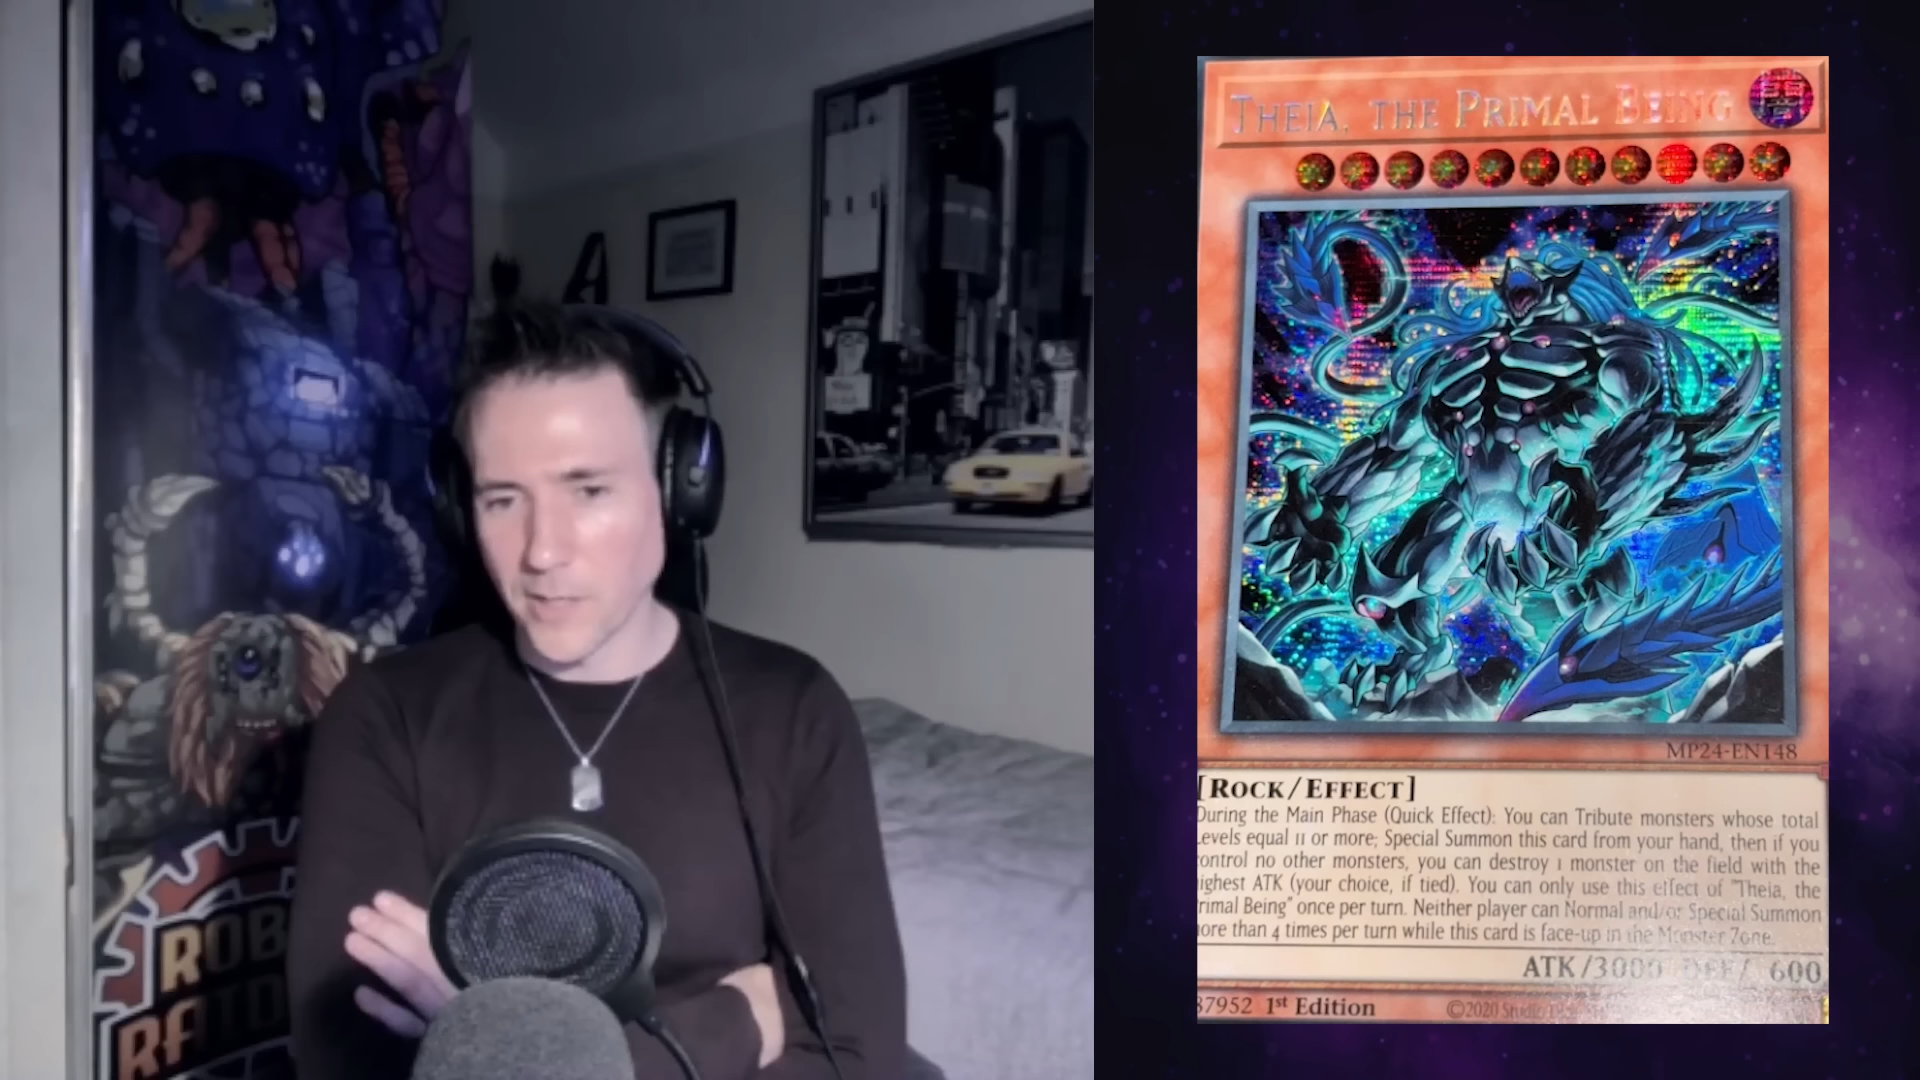 A
ROB
RAID
THEIA, THE PRIMAL BEING
闇
MP24-EN148
[ROCK/EFFECT]
During the Main Phase (Quick Effect): You can Tribute monsters whose total
Levels equal 11 or more; Special Summon this card from your hand, then if you
control no other monsters, you can destroy 1 monster on the field with the
highest ATK (your choice, if tied). You can only use this effect of "Theia, the
Primal Being" once per turn. Neither player can Normal and/or Special Summon
more than 4 times per turn while this card is face-up in the Monster Zone.
ATK/3000 DEF/ 600
87952 1st Edition
©2020 Studio